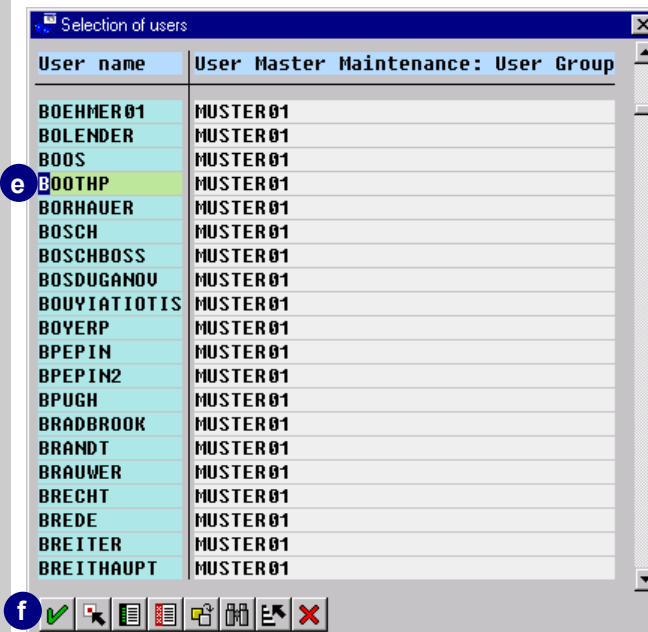 Selection of users
User name User Master Maintenance: User Group
BOEHMER01 MUSTER01
BOLENDER MUSTER01
BOOS MUSTER01
e BOOTHP MUSTER01
BORHAUER MUSTER01
BOSCH MUSTER01
BOSCHBOSS MUSTER01
BOSDUGANOV MUSTER01
BOUYIATIOTIS MUSTER01
BOYERP MUSTER01
BPEPIN MUSTER01
BPEPIN2 MUSTER01
BPUGH MUSTER01
BRADBROOK MUSTER01
BRANDT MUSTER01
BRAUWER MUSTER01
BRECHT MUSTER01
BREDE MUSTER01
BREITER MUSTER01
BREITHAUPT MUSTER01
f